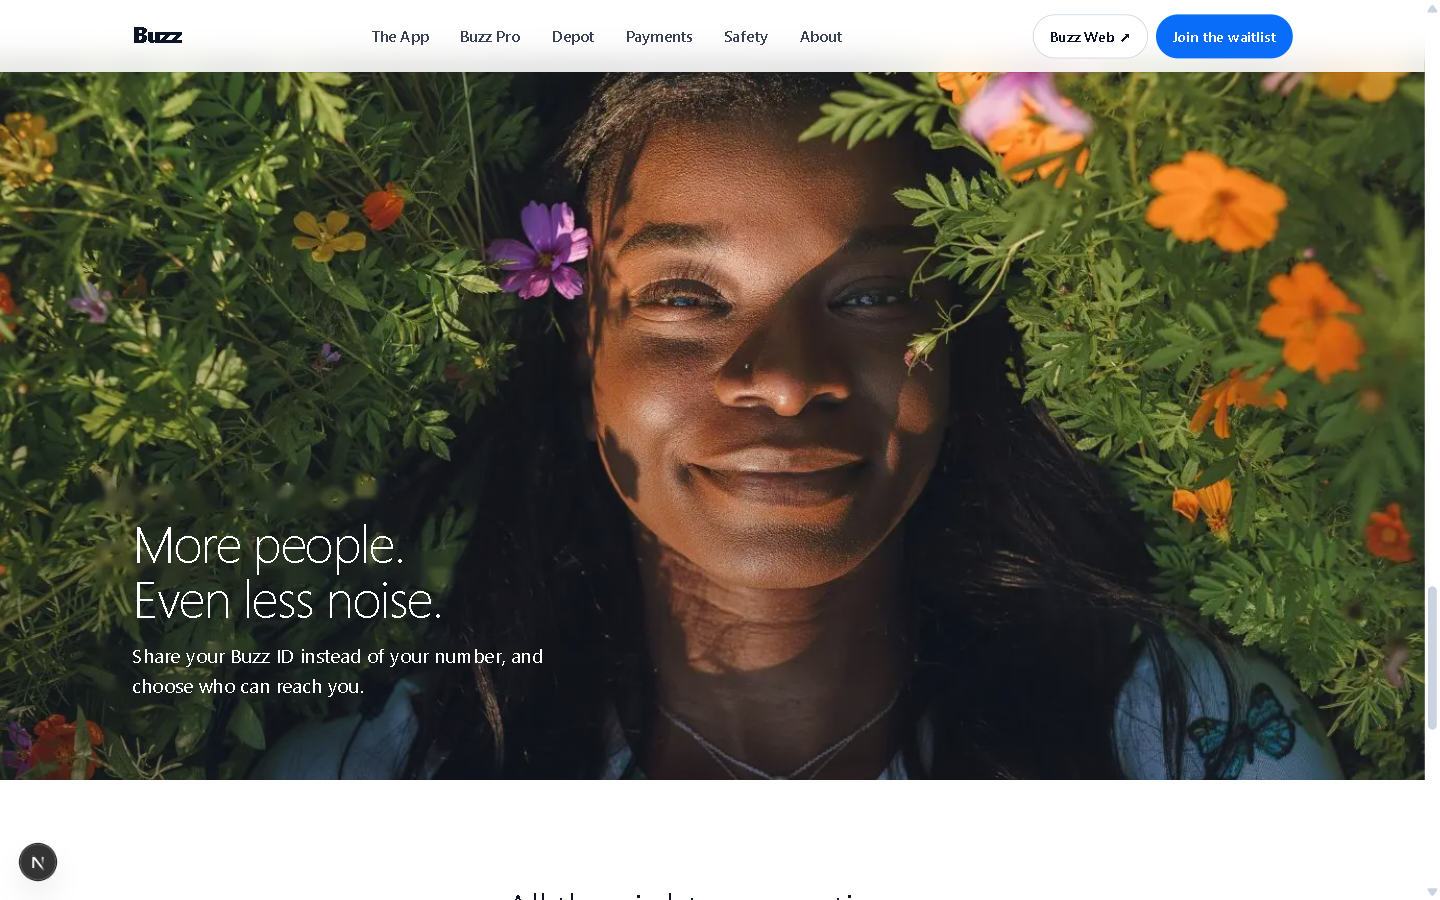 Buzz
The App
Buzz Pro
Depot
Payments
Safety
About
Buzz Web ↗
Join the waitlist
More people.
Even less noise.
Share your Buzz ID instead of your number, and
choose who can reach you.
N